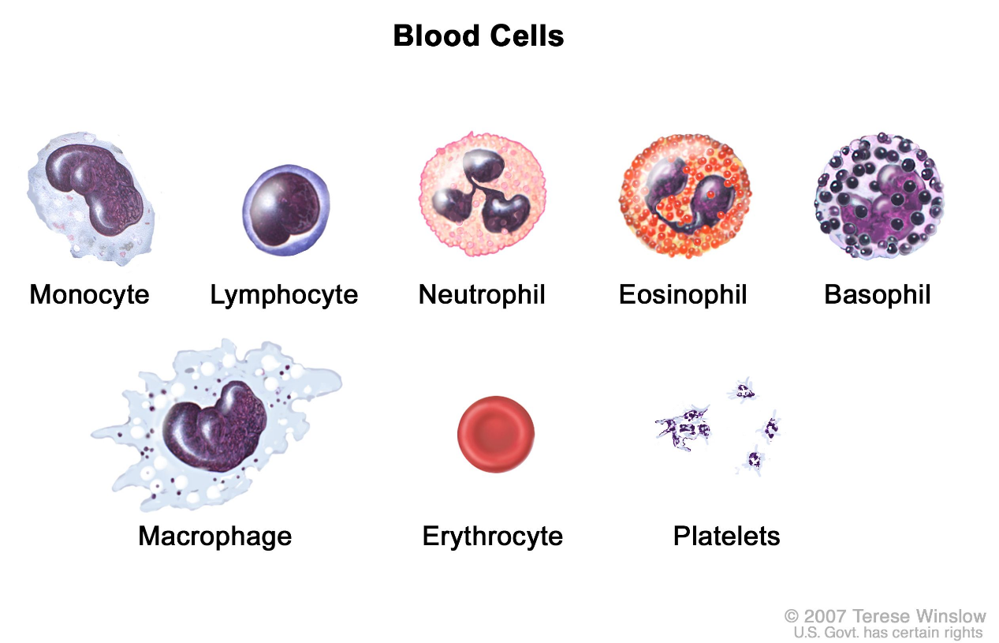 Blood Cells
Monocyte
Lymphocyte
Neutrophil
Eosinophil
Basophil
Macrophage
Erythrocyte
Platelets
© 2007 Terese Winslow
U.S. Govt. has certain rights